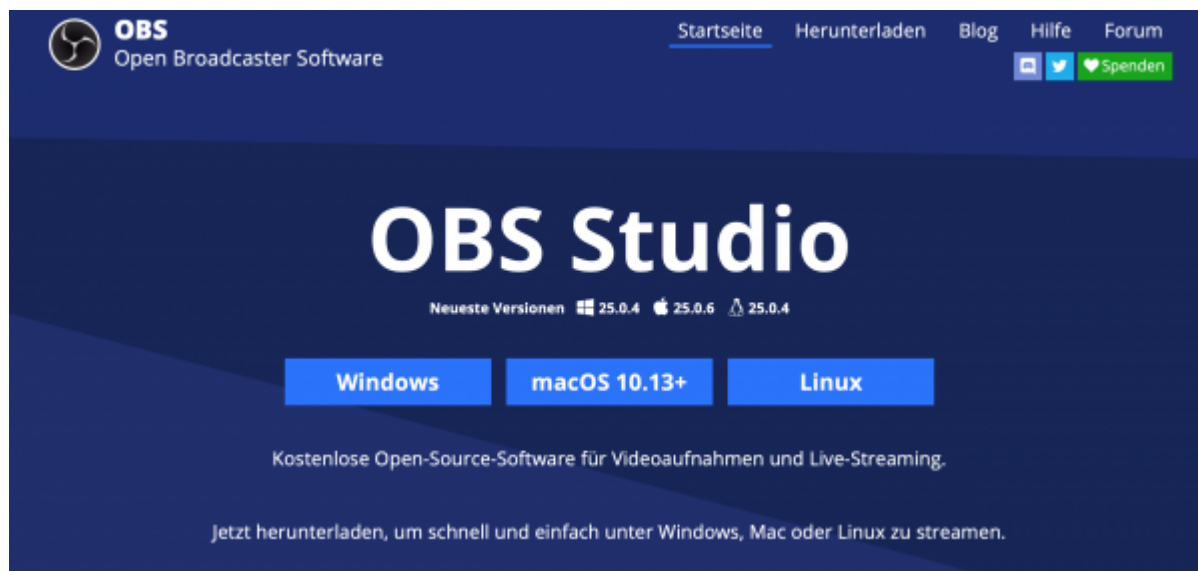 OBS
Open Broadcaster Software
Startseite Herunterladen Blog Hilfe Forum
Spenden
OBS Studio
Neueste Versionen 25.0.4 25.0.6 25.0.4
Windows macOS 10.13+ Linux
Kostenlose Open-Source-Software für Videoaufnahmen und Live-Streaming.
Jetzt herunterladen, um schnell und einfach unter Windows, Mac oder Linux zu streamen.